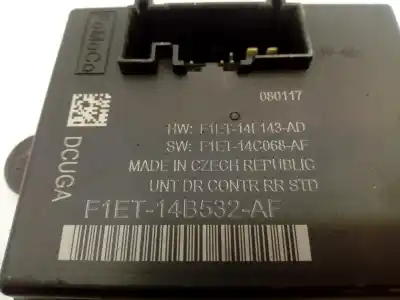 FoMoCo
080117
HW: F1ET-14F143-AD
SW: F1ET-14C068-AF
MADE IN CZECH REPUBLIC
UNT DR CONTR RR STD
DCUGA
F1ET-14B532-AF